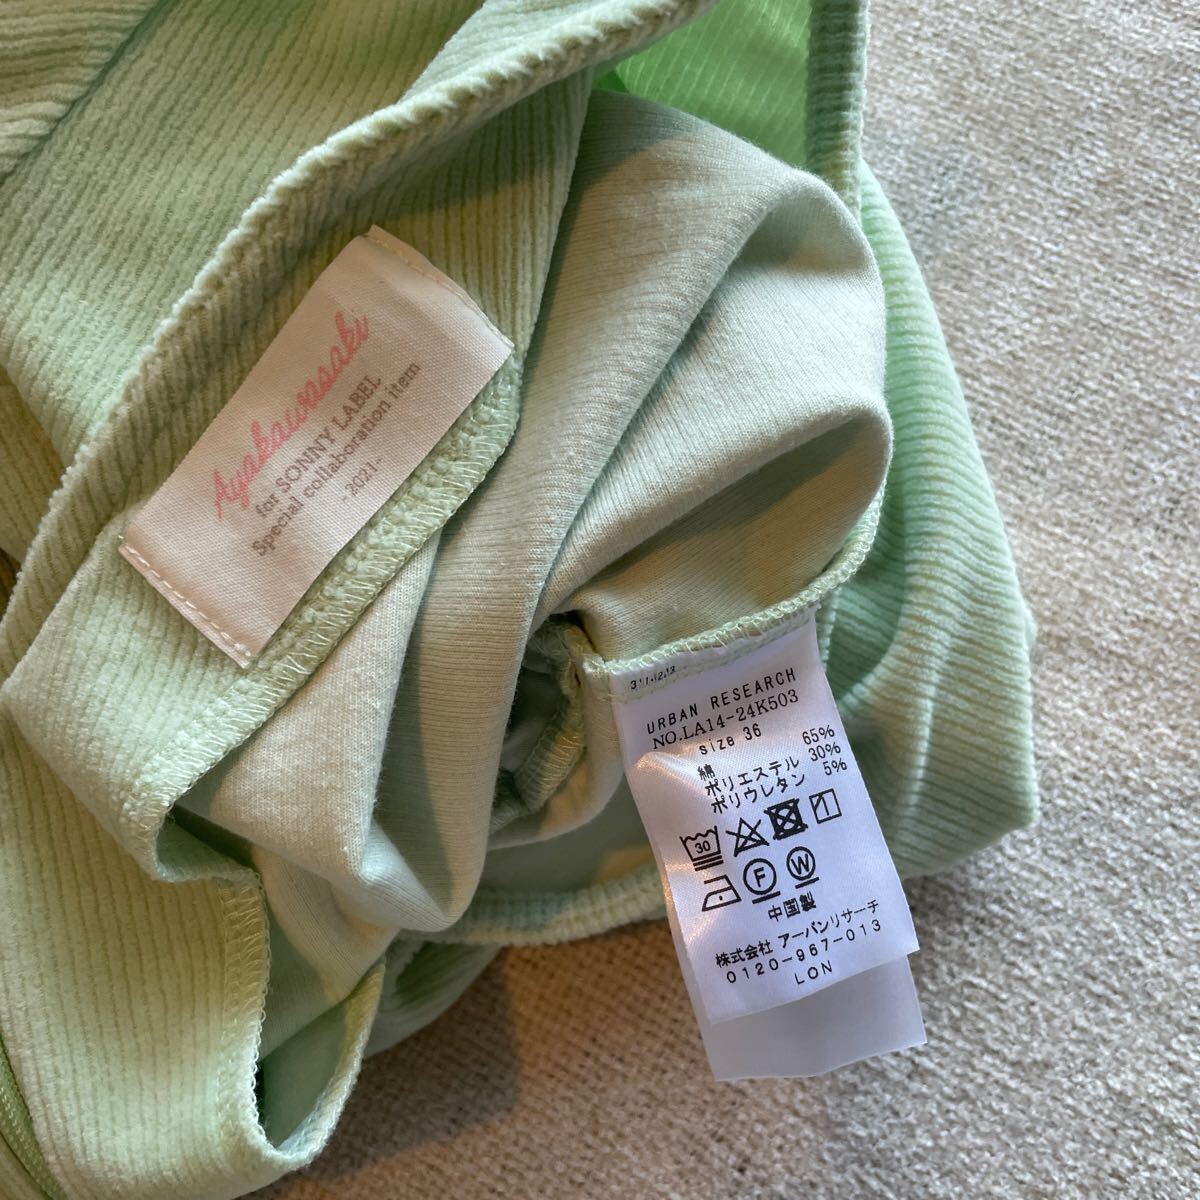 Ayakawasaki
for SONNY LABEL
Special collaboration item
-2021-
URBAN RESEARCH
NO.LA14-24K503
size 36
綿 65%
ポリエステル 30%
ポリウレタン 5%
30
F W
中国製
株式会社 アーバンリサーチ
0120-967-013
LON